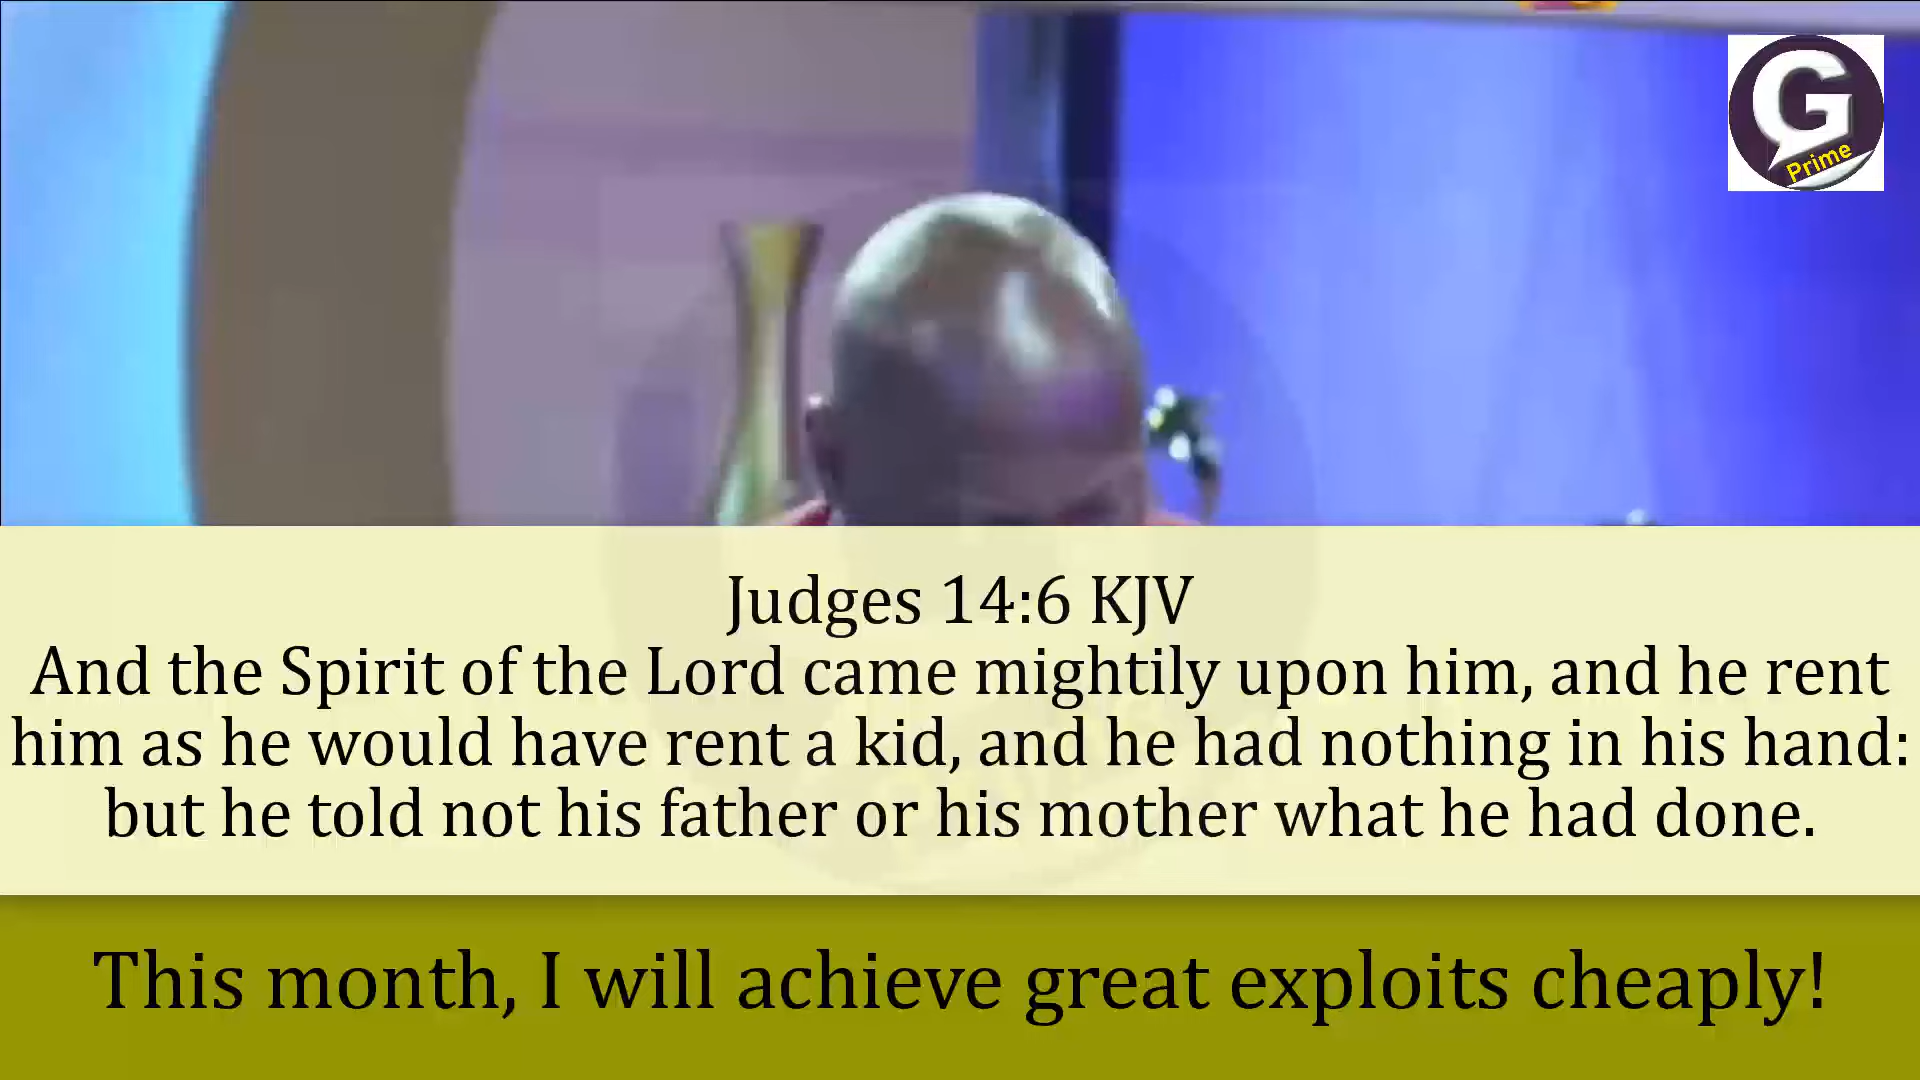 G
Prime
Judges 14:6 KJV
And the Spirit of the Lord came mightily upon him, and he rent
him as he would have rent a kid, and he had nothing in his hand:
but he told not his father or his mother what he had done.
This month, I will achieve great exploits cheaply!